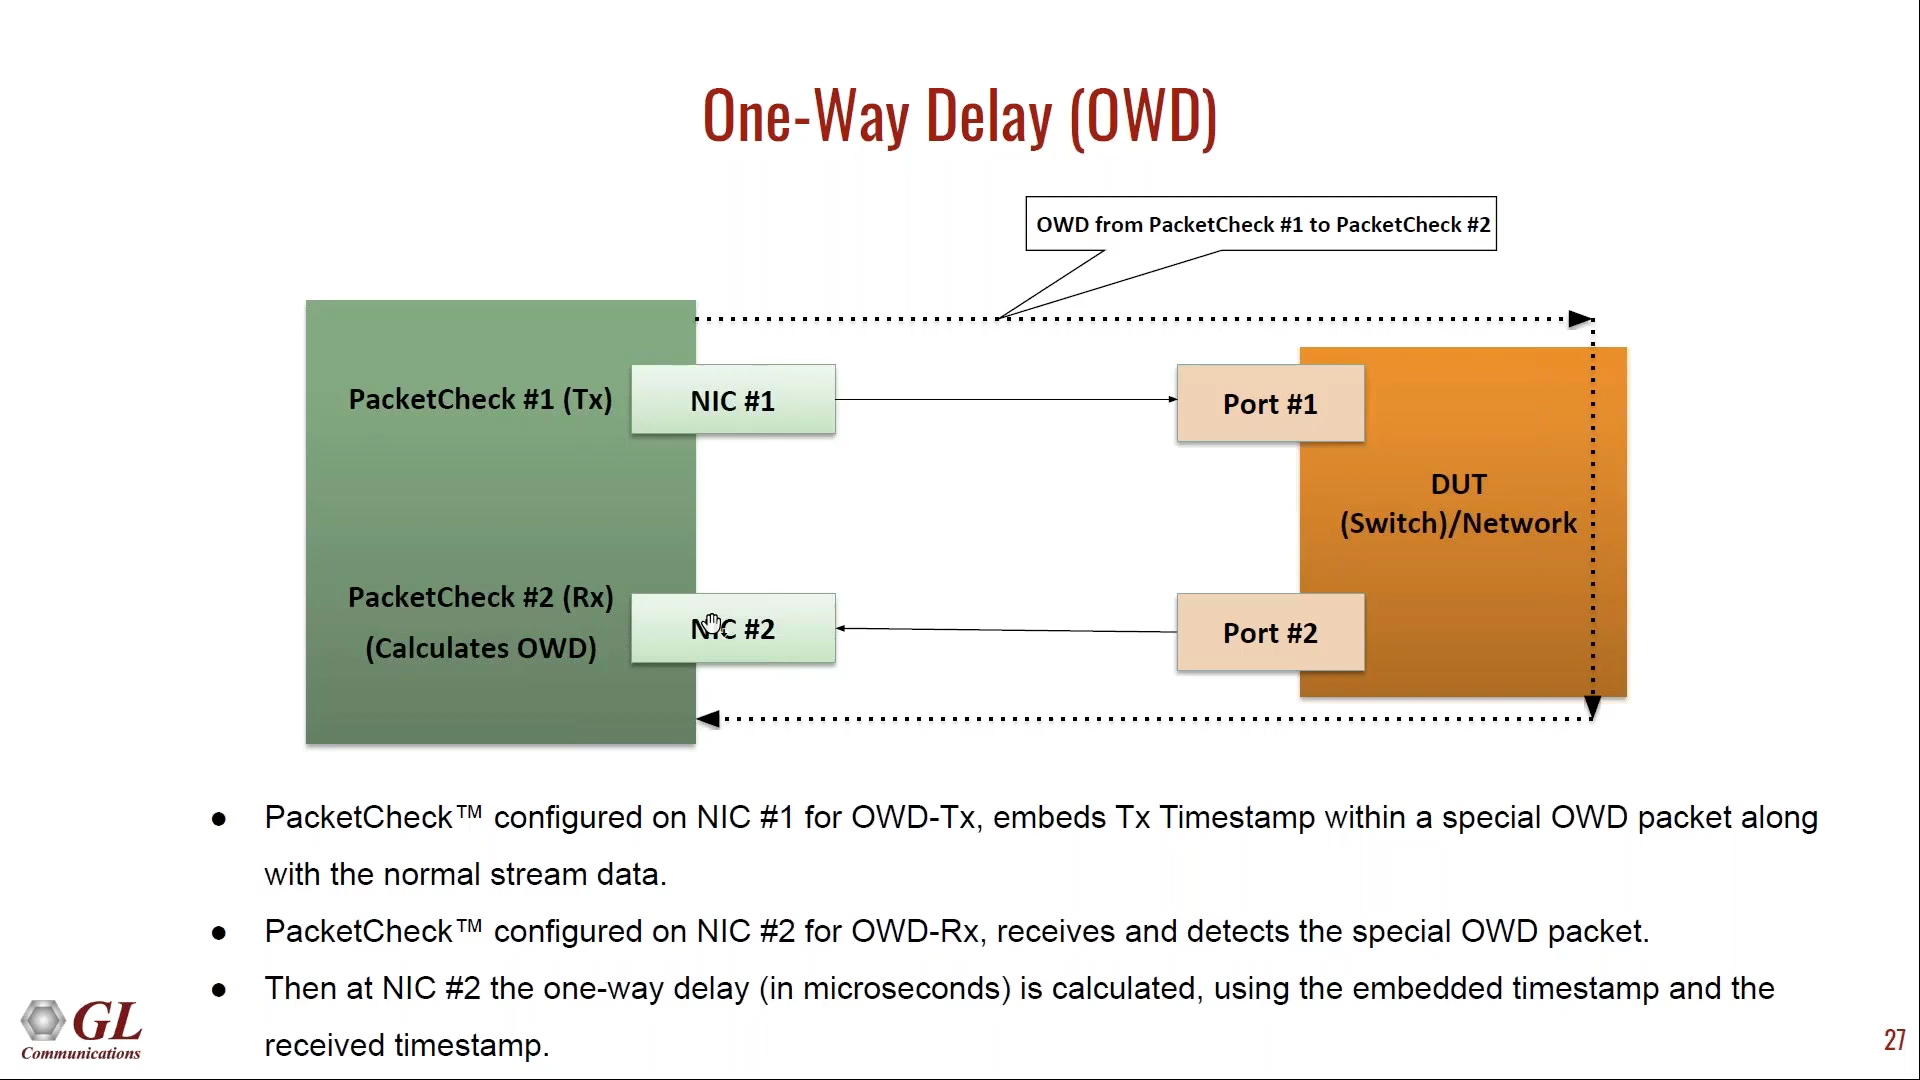 One-Way Delay (OWD)
OWD from PacketCheck #1 to PacketCheck #2
PacketCheck #1 (Tx)
NIC #1
Port #1
DUT
(Switch)/Network
PacketCheck #2 (Rx)
(Calculates OWD)
NIC #2
Port #2
● PacketCheck™ configured on NIC #1 for OWD-Tx, embeds Tx Timestamp within a special OWD packet along
with the normal stream data.
● PacketCheck™ configured on NIC #2 for OWD-Rx, receives and detects the special OWD packet.
● Then at NIC #2 the one-way delay (in microseconds) is calculated, using the embedded timestamp and the
received timestamp.
GL
Communications
27